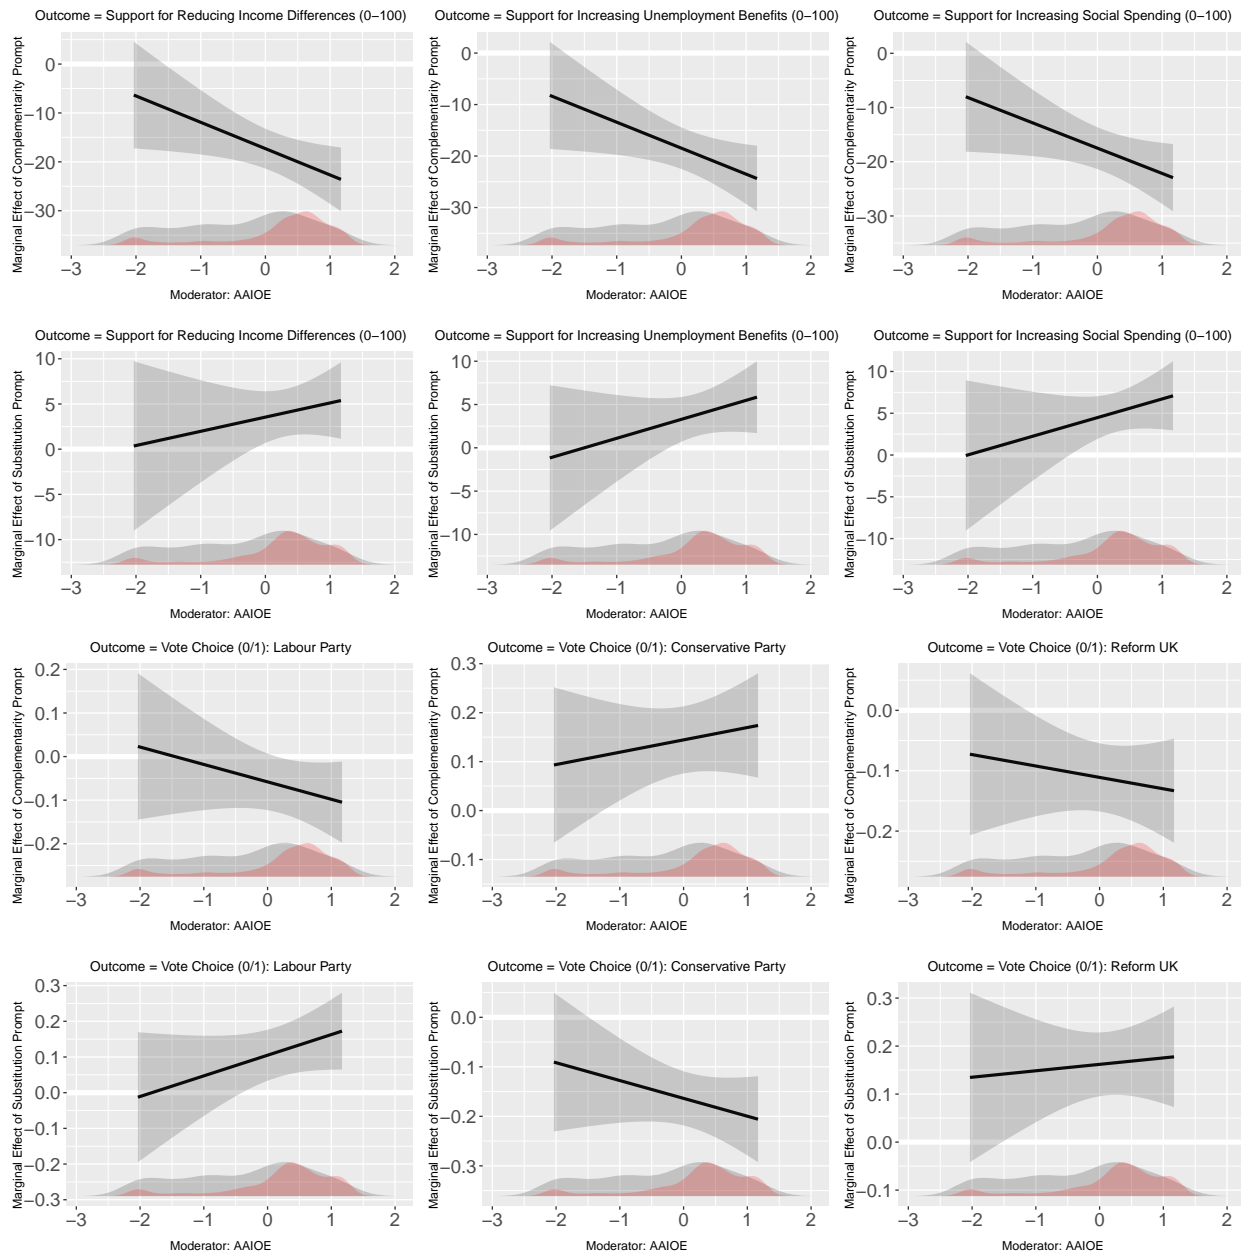 Outcome = Support for Reducing Income Differences (0−100)
Marginal Effect of Complementarity Prompt
0
−10
−20
−30
−3 −2 −1 0 1 2
Moderator: AAIOE
Outcome = Support for Increasing Unemployment Benefits (0−100)
Marginal Effect of Complementarity Prompt
0
−10
−20
−30
−3 −2 −1 0 1 2
Moderator: AAIOE
Outcome = Support for Increasing Social Spending (0−100)
Marginal Effect of Complementarity Prompt
0
−10
−20
−30
−3 −2 −1 0 1 2
Moderator: AAIOE
Outcome = Support for Reducing Income Differences (0−100)
Marginal Effect of Substitution Prompt
10
5
0
−5
−10
−3 −2 −1 0 1 2
Moderator: AAIOE
Outcome = Support for Increasing Unemployment Benefits (0−100)
Marginal Effect of Substitution Prompt
10
5
0
−5
−10
−3 −2 −1 0 1 2
Moderator: AAIOE
Outcome = Support for Increasing Social Spending (0−100)
Marginal Effect of Substitution Prompt
10
5
0
−5
−10
−3 −2 −1 0 1 2
Moderator: AAIOE
Outcome = Vote Choice (0/1): Labour Party
Marginal Effect of Complementarity Prompt
0.2
0.1
0.0
−0.1
−0.2
−3 −2 −1 0 1 2
Moderator: AAIOE
Outcome = Vote Choice (0/1): Conservative Party
Marginal Effect of Complementarity Prompt
0.3
0.2
0.1
0.0
−0.1
−3 −2 −1 0 1 2
Moderator: AAIOE
Outcome = Vote Choice (0/1): Reform UK
Marginal Effect of Complementarity Prompt
0.0
−0.1
−0.2
−3 −2 −1 0 1 2
Moderator: AAIOE
Outcome = Vote Choice (0/1): Labour Party
Marginal Effect of Substitution Prompt
0.3
0.2
0.1
0.0
−0.1
−0.2
−0.3
−3 −2 −1 0 1 2
Moderator: AAIOE
Outcome = Vote Choice (0/1): Conservative Party
Marginal Effect of Substitution Prompt
0.0
−0.1
−0.2
−0.3
−3 −2 −1 0 1 2
Moderator: AAIOE
Outcome = Vote Choice (0/1): Reform UK
Marginal Effect of Substitution Prompt
0.3
0.2
0.1
0.0
−0.1
−3 −2 −1 0 1 2
Moderator: AAIOE